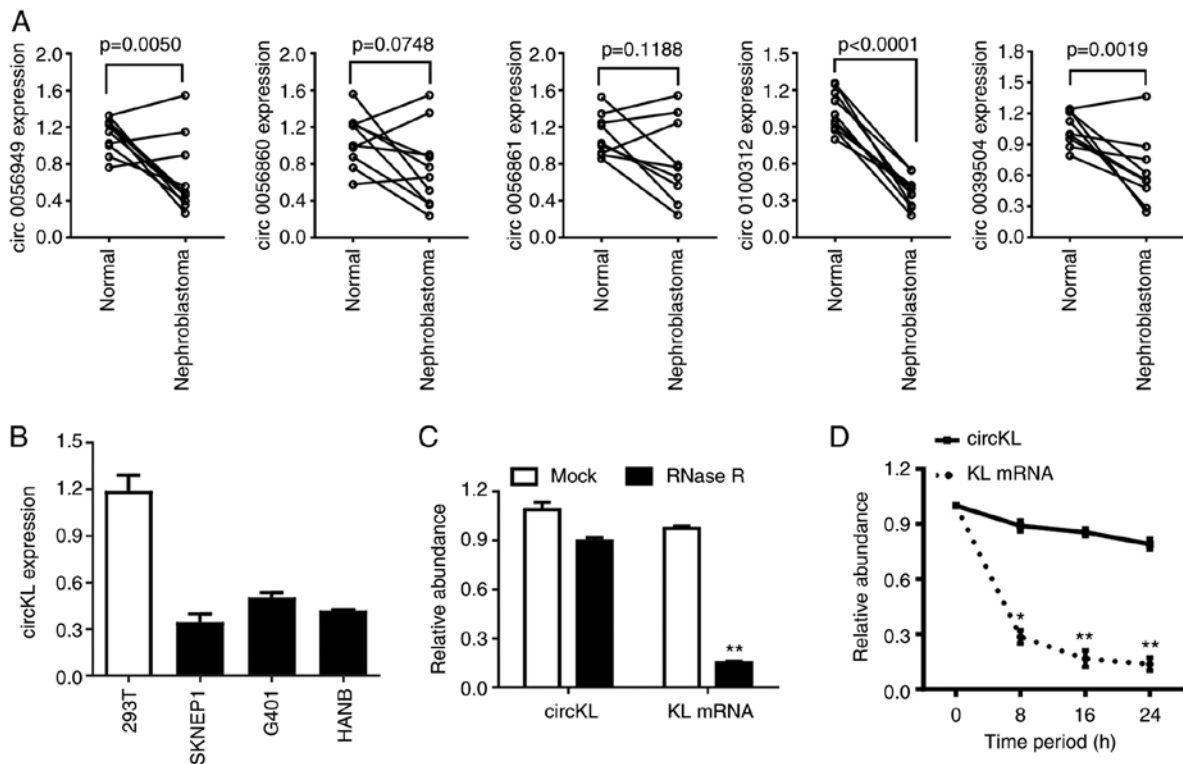 A
p=0.0050
circ 0056949 expression
2.0
1.6
1.2
0.8
0.4
0.0
Normal
Nephroblastoma
p=0.0748
circ 0056860 expression
2.0
1.6
1.2
0.8
0.4
0.0
Normal
Nephroblastoma
p=0.1188
circ 0056861 expression
2.0
1.6
1.2
0.8
0.4
0.0
Normal
Nephroblastoma
p<0.0001
circ 0100312 expression
1.5
1.2
0.9
0.6
0.3
0.0
Normal
Nephroblastoma
p=0.0019
circ 0039504 expression
1.8
1.5
1.2
0.9
0.6
0.3
0.0
Normal
Nephroblastoma
B
circKL expression
1.5
1.2
0.9
0.6
0.3
0.0
293T
SKNEP1
G401
HANB
C
Mock
RNase R
Relative abundance
1.2
0.9
0.6
0.3
0.0
**
circKL
KL mRNA
D
circKL
KL mRNA
Relative abundance
1.2
0.9
0.6
0.3
0.0
*
**
**
0 8 16 24
Time period (h)